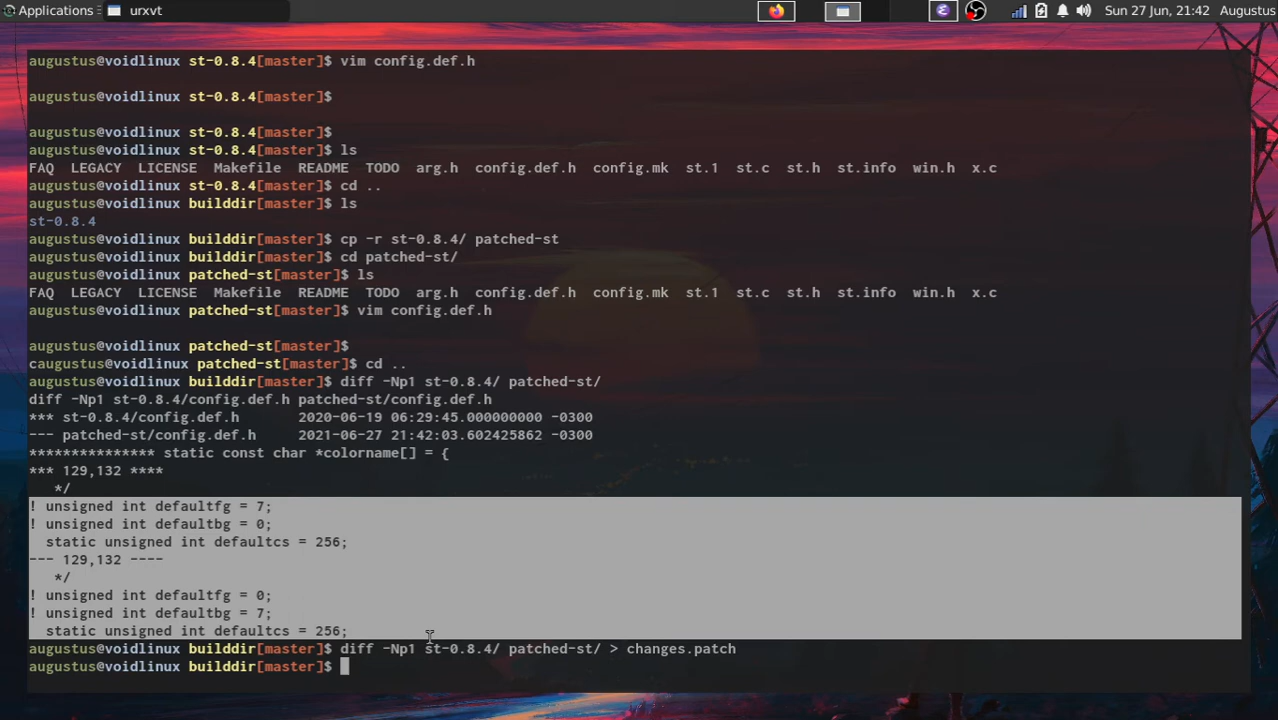 Applications urxvt Sun 27 Jun, 21:42 Augustus
augustus@voidlinux st-0.8.4[master]$ vim config.def.h
augustus@voidlinux st-0.8.4[master]$
augustus@voidlinux st-0.8.4[master]$
augustus@voidlinux st-0.8.4[master]$ ls
FAQ LEGACY LICENSE Makefile README TODO arg.h config.def.h config.mk st.1 st.c st.h st.info win.h x.c
augustus@voidlinux st-0.8.4[master]$ cd ..
augustus@voidlinux builddir[master]$ ls
st-0.8.4
augustus@voidlinux builddir[master]$ cp -r st-0.8.4/ patched-st
augustus@voidlinux builddir[master]$ cd patched-st/
augustus@voidlinux patched-st[master]$ ls
FAQ LEGACY LICENSE Makefile README TODO arg.h config.def.h config.mk st.1 st.c st.h st.info win.h x.c
augustus@voidlinux patched-st[master]$ vim config.def.h
augustus@voidlinux patched-st[master]$
caugustus@voidlinux patched-st[master]$ cd ..
augustus@voidlinux builddir[master]$ diff -Np1 st-0.8.4/ patched-st/
diff -Np1 st-0.8.4/config.def.h patched-st/config.def.h
*** st-0.8.4/config.def.h 2020-06-19 06:29:45.000000000 -0300
--- patched-st/config.def.h 2021-06-27 21:42:03.602425862 -0300
*************** static const char *colorname[] = {
*** 129,132 ****
*/
! unsigned int defaultfg = 7;
! unsigned int defaultbg = 0;
static unsigned int defaultcs = 256;
--- 129,132 ----
*/
! unsigned int defaultfg = 0;
! unsigned int defaultbg = 7;
static unsigned int defaultcs = 256;
augustus@voidlinux builddir[master]$ diff -Np1 st-0.8.4/ patched-st/ > changes.patch
augustus@voidlinux builddir[master]$